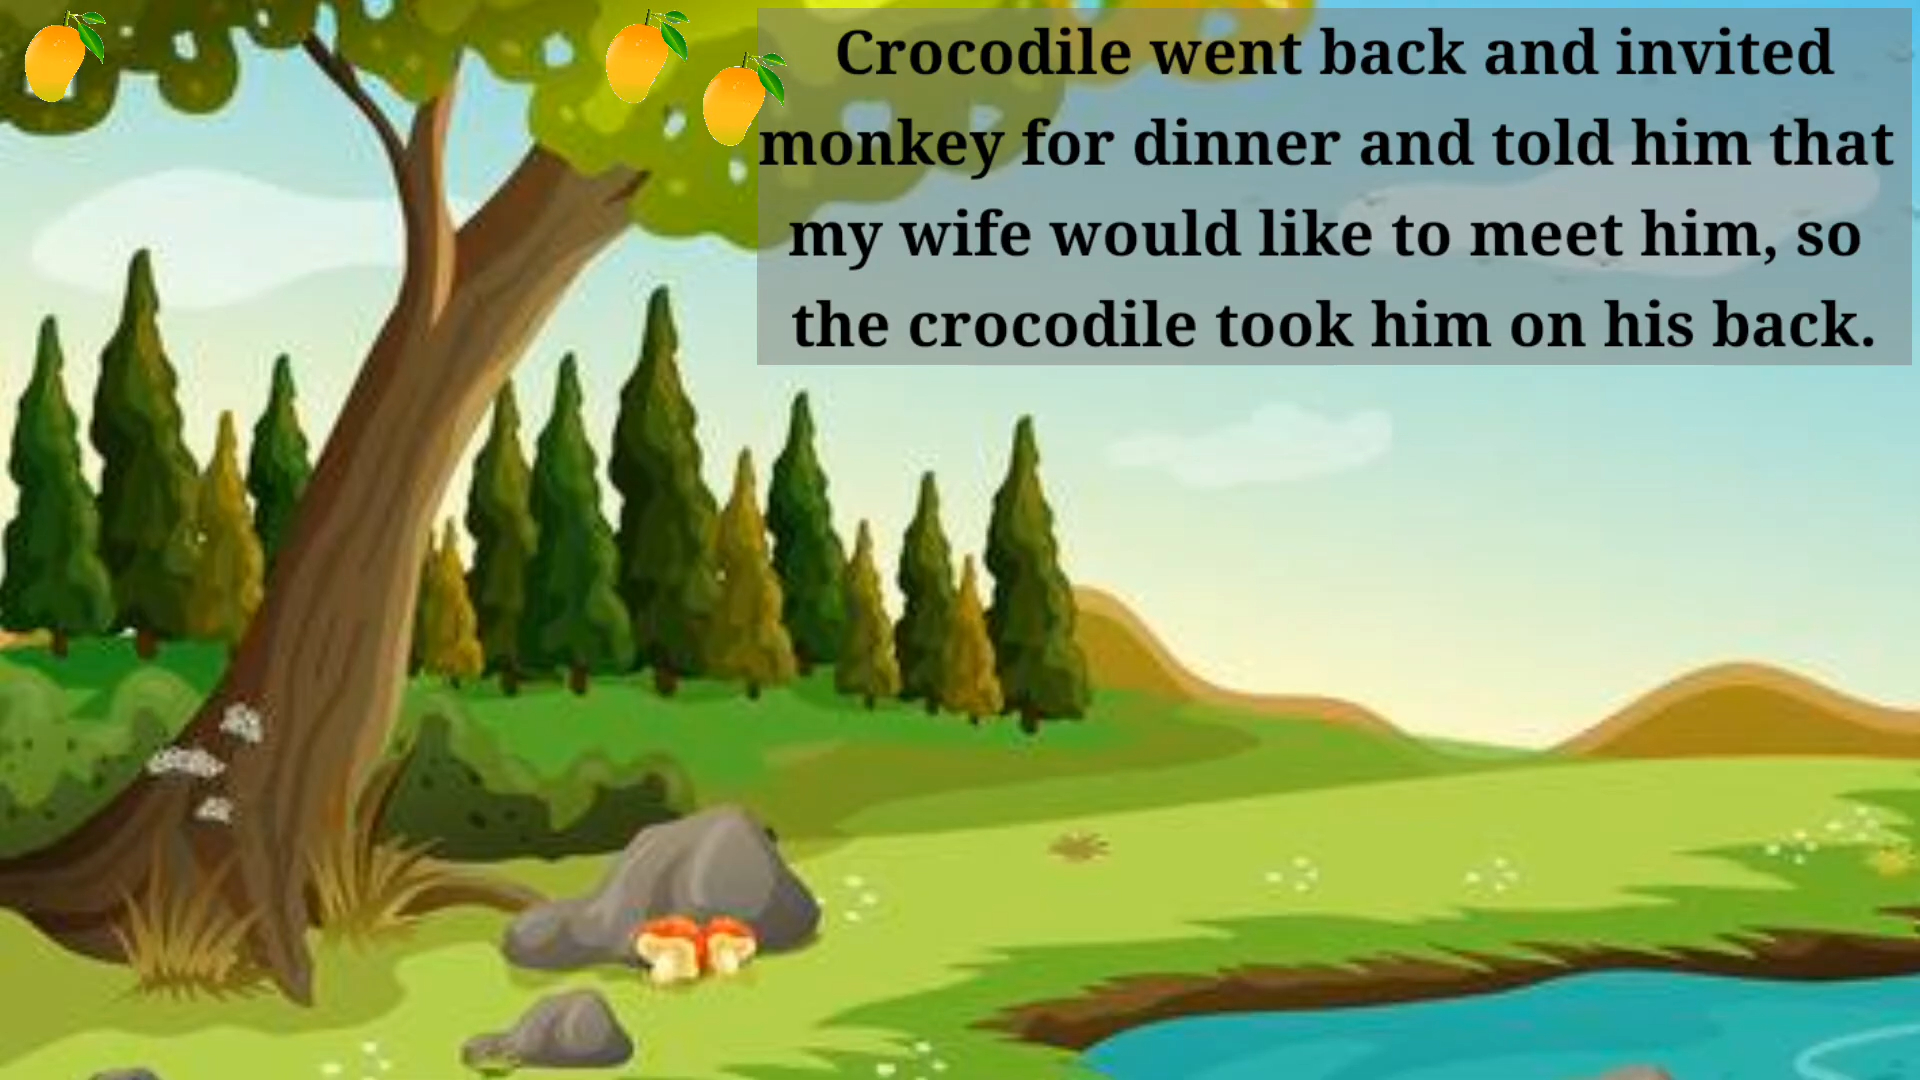 Crocodile went back and invited
monkey for dinner and told him that
my wife would like to meet him, so
the crocodile took him on his back.